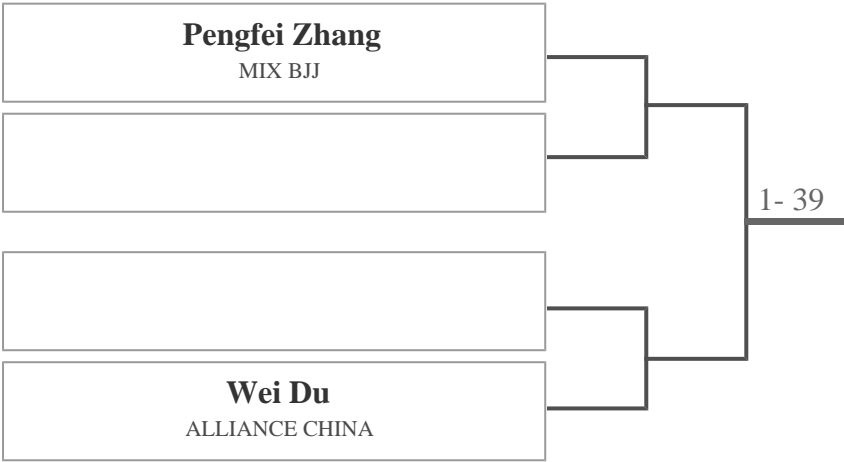 Pengfei Zhang
MIX BJJ
1- 39
Wei Du
ALLIANCE CHINA